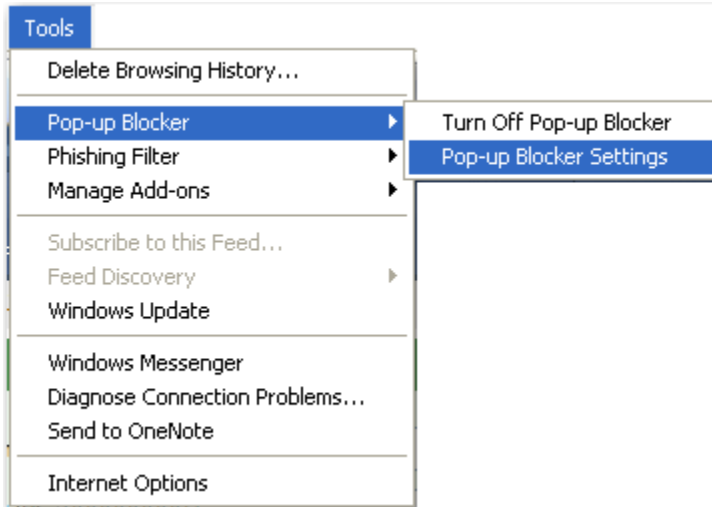 Tools
Delete Browsing History...
Pop-up Blocker
Turn Off Pop-up Blocker
Phishing Filter
Pop-up Blocker Settings
Manage Add-ons
Subscribe to this Feed...
Feed Discovery
Windows Update
Windows Messenger
Diagnose Connection Problems...
Send to OneNote
Internet Options